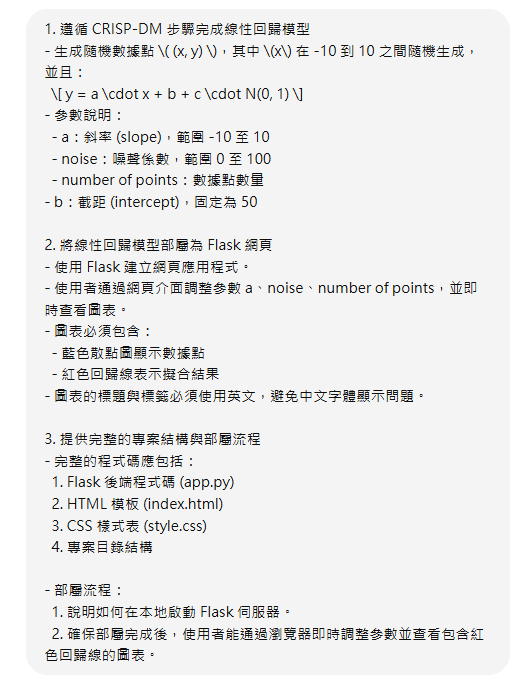 1. 遵循 CRISP-DM 步驟完成線性回歸模型
- 生成隨機數據點 \( (x, y) \)，其中 \(x\) 在 -10 到 10 之間隨機生成，
並且：
\[ y = a \cdot x + b + c \cdot N(0, 1) \]
- 參數說明：
- a：斜率 (slope)，範圍 -10 至 10
- noise：噪聲係數，範圍 0 至 100
- number of points：數據點數量
- b：截距 (intercept)，固定為 50
2. 將線性回歸模型部屬為 Flask 網頁
- 使用 Flask 建立網頁應用程式。
- 使用者通過網頁介面調整參數 a、noise、number of points，並即
時查看圖表。
- 圖表必須包含：
- 藍色散點圖顯示數據點
- 紅色回歸線表示擬合結果
- 圖表的標題與標籤必須使用英文，避免中文字體顯示問題。
3. 提供完整的專案結構與部屬流程
- 完整的程式碼應包括：
1. Flask 後端程式碼 (app.py)
2. HTML 模板 (index.html)
3. CSS 樣式表 (style.css)
4. 專案目錄結構
- 部屬流程：
1. 說明如何在本地啟動 Flask 伺服器。
2. 確保部屬完成後，使用者能通過瀏覽器即時調整參數並查看包含紅
色回歸線的圖表。